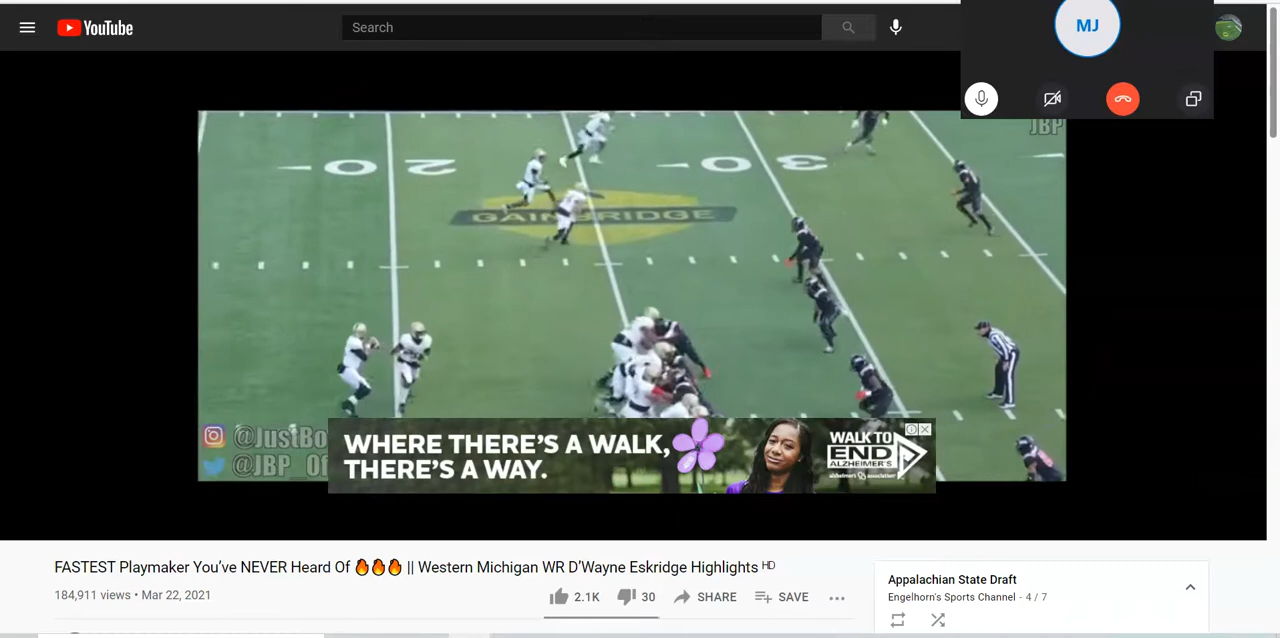 YouTube
Search
MJ
JBP
20
30
GAINBRIDGE
@JustBo
@JBP_Of
WHERE THERE'S A WALK,
THERE'S A WAY.
WALK TO
END
ALZHEIMER'S
alzheimer's association
FASTEST Playmaker You've NEVER Heard Of 🔥🔥🔥 || Western Michigan WR D'Wayne Eskridge Highlights ᴴᴰ
184,911 views • Mar 22, 2021
2.1K
30
SHARE
SAVE
Appalachian State Draft
Engelhorn's Sports Channel - 4 / 7